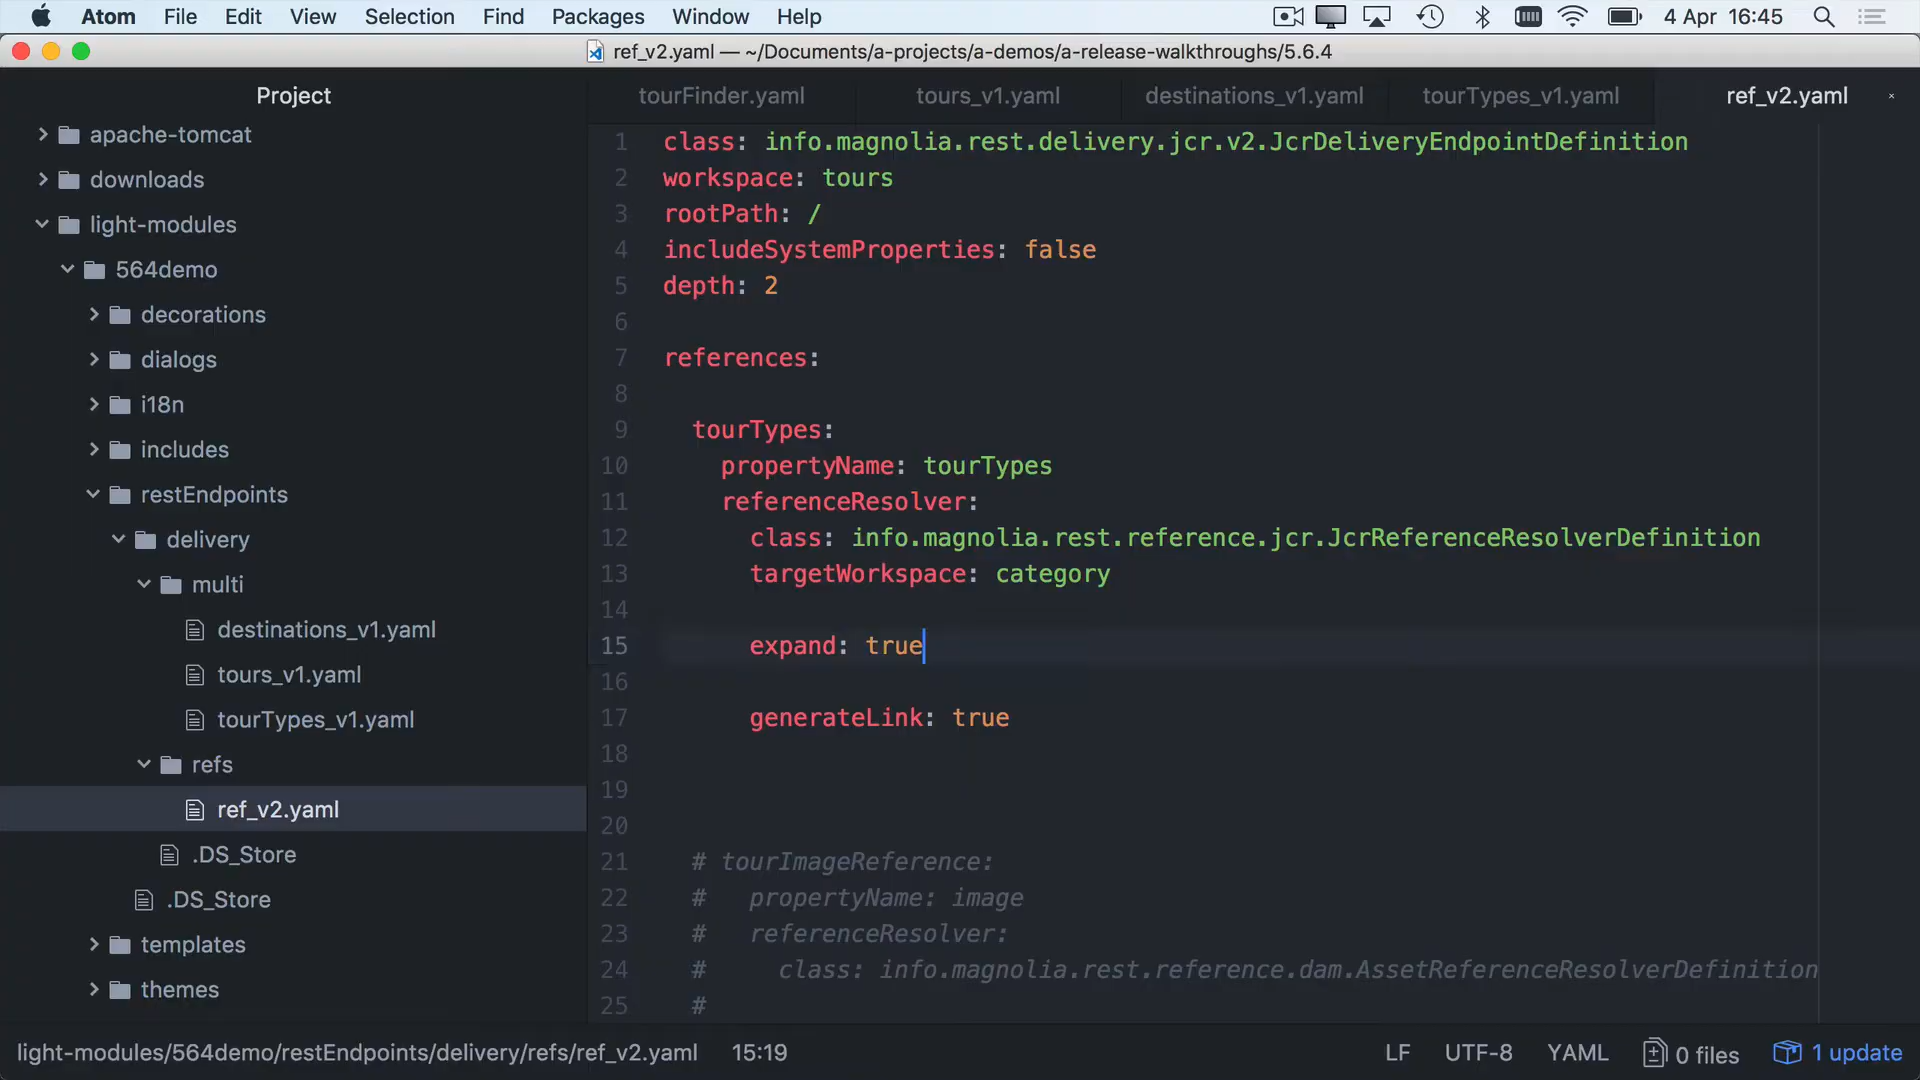 Atom File Edit View Selection Find Packages Window Help 4 Apr 16:45
ref_v2.yaml — ~/Documents/a-projects/a-demos/a-release-walkthroughs/5.6.4
Project
apache-tomcat
downloads
light-modules
564demo
decorations
dialogs
i18n
includes
restEndpoints
delivery
multi
destinations_v1.yaml
tours_v1.yaml
tourTypes_v1.yaml
refs
ref_v2.yaml
.DS_Store
.DS_Store
templates
themes
tourFinder.yaml tours_v1.yaml destinations_v1.yaml tourTypes_v1.yaml ref_v2.yaml
1 class: info.magnolia.rest.delivery.jcr.v2.JcrDeliveryEndpointDefinition
2 workspace: tours
3 rootPath: /
4 includeSystemProperties: false
5 depth: 2
6
7 references:
8
9 tourTypes:
10 propertyName: tourTypes
11 referenceResolver:
12 class: info.magnolia.rest.reference.jcr.JcrReferenceResolverDefinition
13 targetWorkspace: category
14
15 expand: true
16
17 generateLink: true
18
19
20
21 # tourImageReference:
22 # propertyName: image
23 # referenceResolver:
24 # class: info.magnolia.rest.reference.dam.AssetReferenceResolverDefinition
25 #
light-modules/564demo/restEndpoints/delivery/refs/ref_v2.yaml 15:19 LF UTF-8 YAML 0 files 1 update